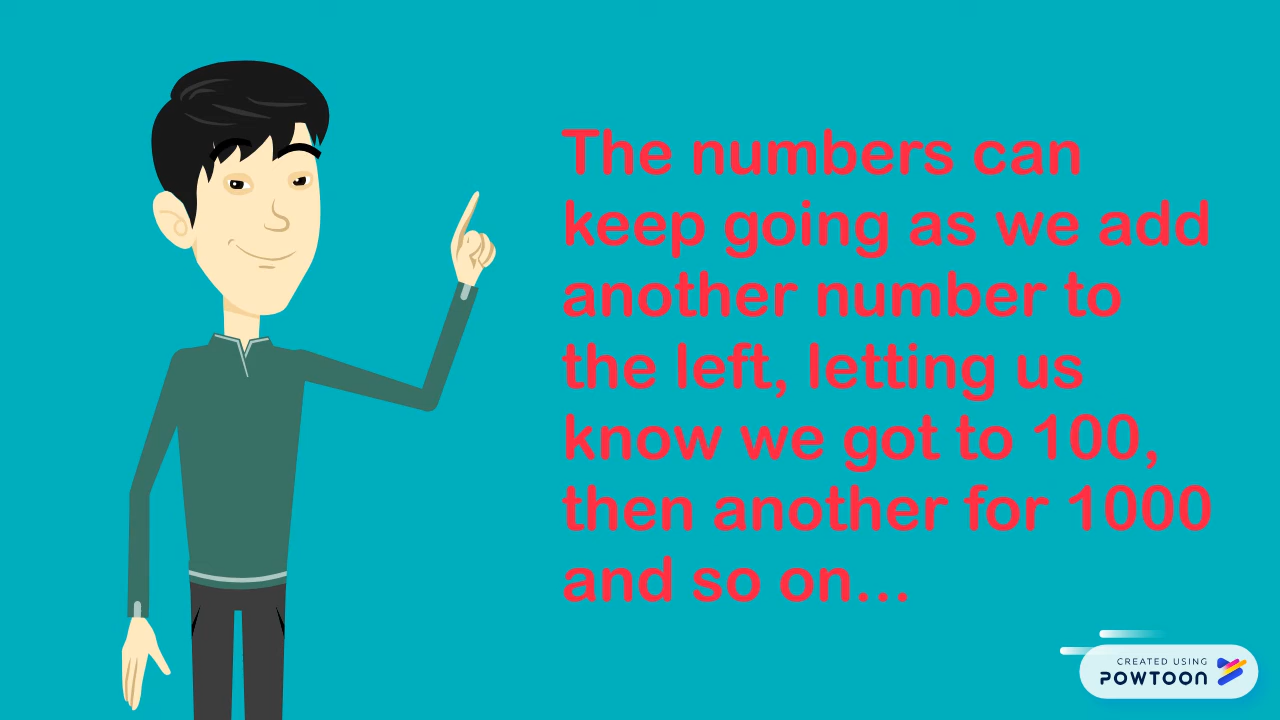 The numbers can
keep going as we add
another number to
the left, letting us
know we got to 100,
then another for 1000
and so on...
CREATED USING
POWTOON